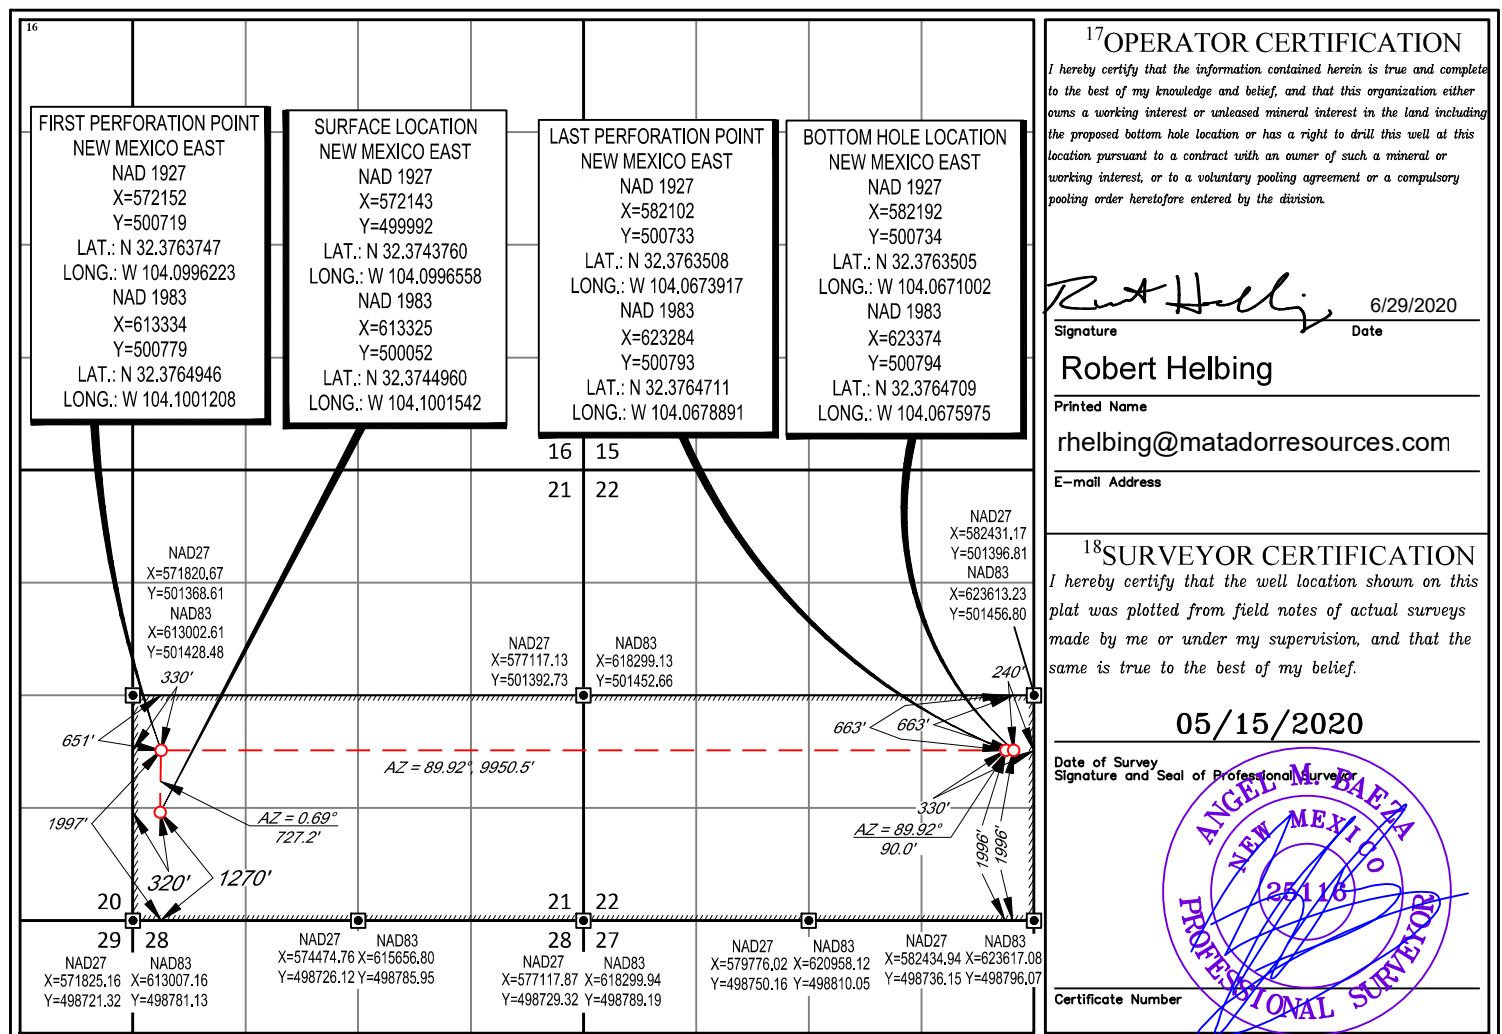 16
FIRST PERFORATION POINT
NEW MEXICO EAST
NAD 1927
X=572152
Y=500719
LAT.: N 32.3763747
LONG.: W 104.0996223
NAD 1983
X=613334
Y=500779
LAT.: N 32.3764946
LONG.: W 104.1001208
SURFACE LOCATION
NEW MEXICO EAST
NAD 1927
X=572143
Y=499992
LAT.: N 32.3743760
LONG.: W 104.0996558
NAD 1983
X=613325
Y=500052
LAT.: N 32.3744960
LONG.: W 104.1001542
LAST PERFORATION POINT
NEW MEXICO EAST
NAD 1927
X=582102
Y=500733
LAT.: N 32.3763508
LONG.: W 104.0673917
NAD 1983
X=623284
Y=500793
LAT.: N 32.3764711
LONG.: W 104.0678891
BOTTOM HOLE LOCATION
NEW MEXICO EAST
NAD 1927
X=582192
Y=500734
LAT.: N 32.3763505
LONG.: W 104.0671002
NAD 1983
X=623374
Y=500794
LAT.: N 32.3764709
LONG.: W 104.0675975
16 15
21 22
NAD27
X=571820.67
Y=501368.61
NAD83
X=613002.61
Y=501428.48
NAD27
X=577117.13
Y=501392.73
NAD83
X=618299.13
Y=501452.66
NAD27
X=582431.17
Y=501396.81
NAD83
X=623613.23
Y=501456.80
330'
240'
651'
663'
663'
AZ = 89.92°, 9950.5'
330'
1997'
AZ = 0.69°
727.2'
AZ = 89.92°
90.0'
1996'
1996'
320'
1270'
20
21 22
29 28
28 27
NAD27
X=571825.16
Y=498721.32
NAD83
X=613007.16
Y=498781.13
NAD27
X=574474.76
Y=498726.12
NAD83
X=615656.80
Y=498785.95
NAD27
X=577117.87
Y=498729.32
NAD83
X=618299.94
Y=498789.19
NAD27
X=579776.02
Y=498750.16
NAD83
X=620958.12
Y=498810.05
NAD27
X=582434.94
Y=498736.15
NAD83
X=623617.08
Y=498796.07
17OPERATOR CERTIFICATION
I hereby certify that the information contained herein is true and complete
to the best of my knowledge and belief, and that this organization either
owns a working interest or unleased mineral interest in the land including
the proposed bottom hole location or has a right to drill this well at this
location pursuant to a contract with an owner of such a mineral or
working interest, or to a voluntary pooling agreement or a compulsory
pooling order heretofore entered by the division.
6/29/2020
Signature Date
Robert Helbing
Printed Name
rhelbing@matadorresources.com
E-mail Address
18SURVEYOR CERTIFICATION
I hereby certify that the well location shown on this
plat was plotted from field notes of actual surveys
made by me or under my supervision, and that the
same is true to the best of my belief.
05/15/2020
Date of Survey
Signature and Seal of Professional Surveyor
ANGEL M. BAEZA
NEW MEXICO
25116
PROFESSIONAL SURVEYOR
Certificate Number